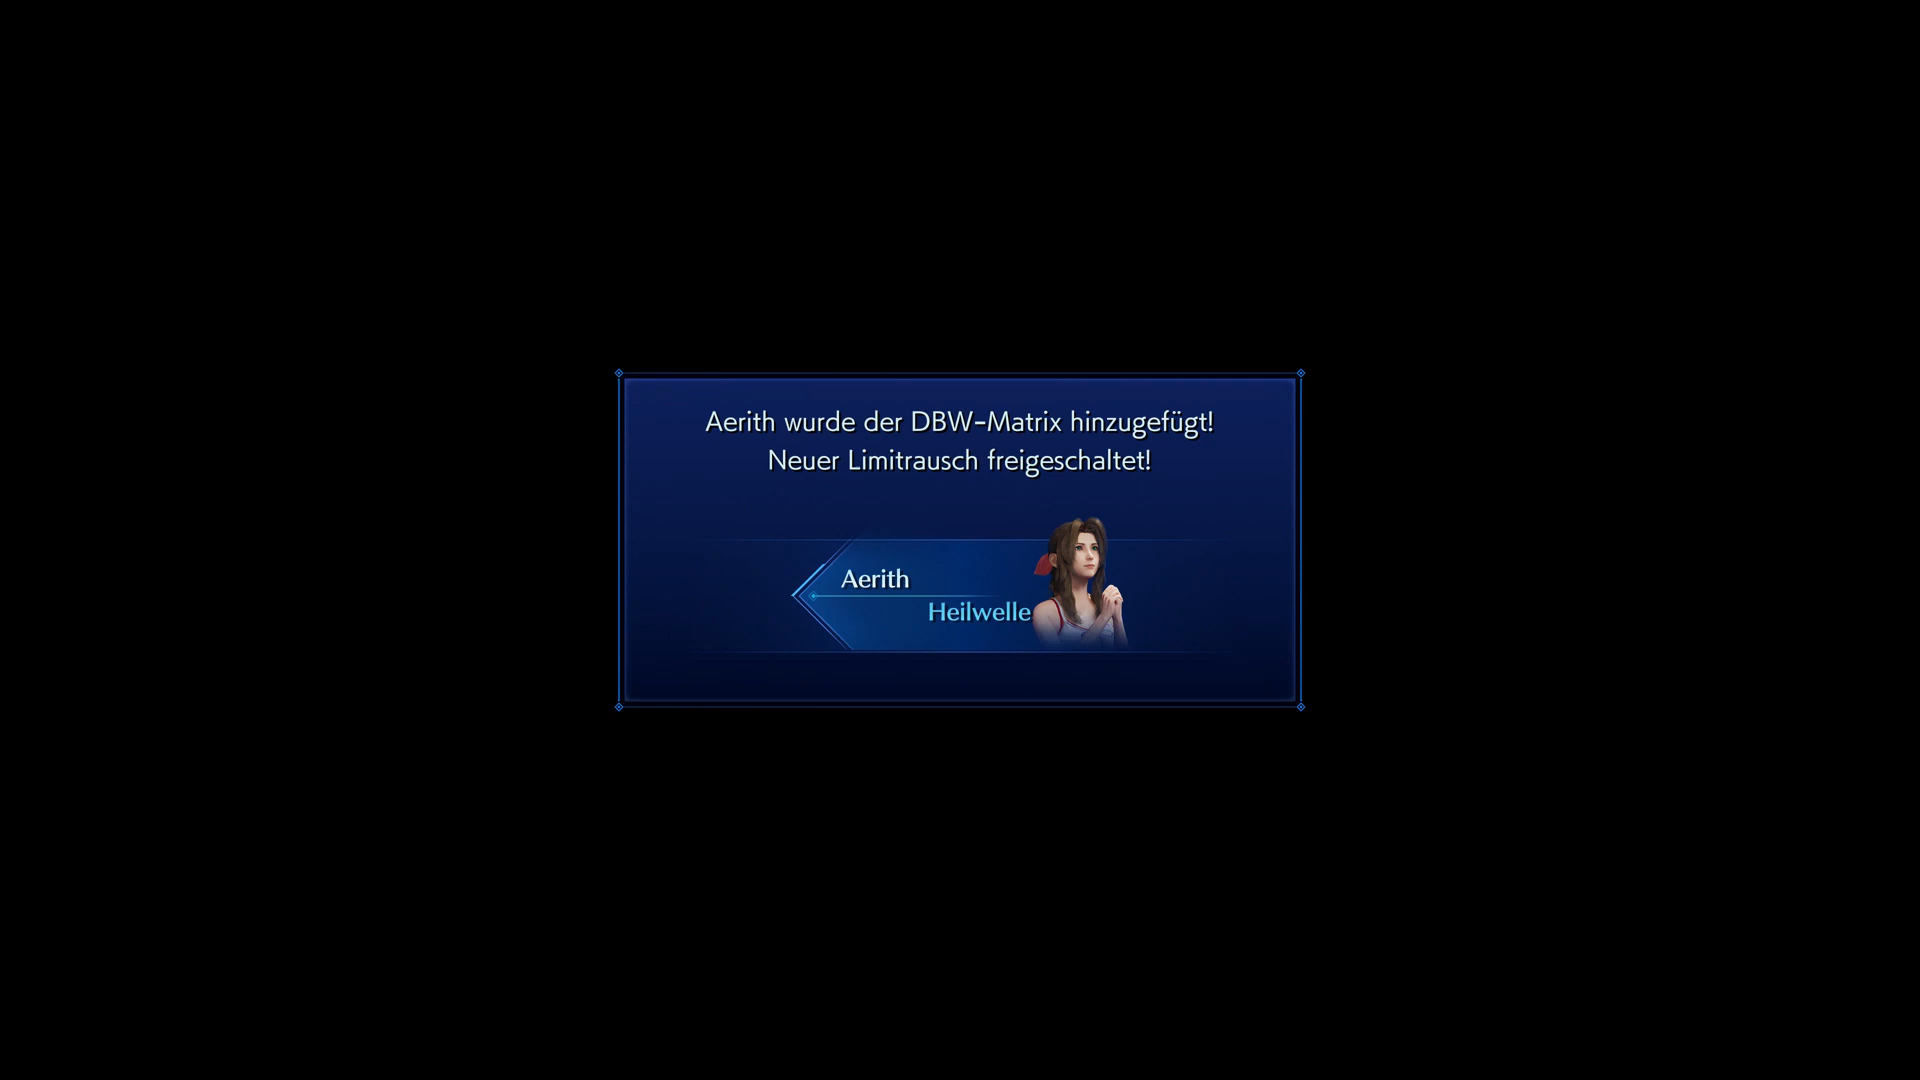 Aerith wurde der DBW-Matrix hinzugefügt!
Neuer Limitrausch freigeschaltet!
Aerith
Heilwelle